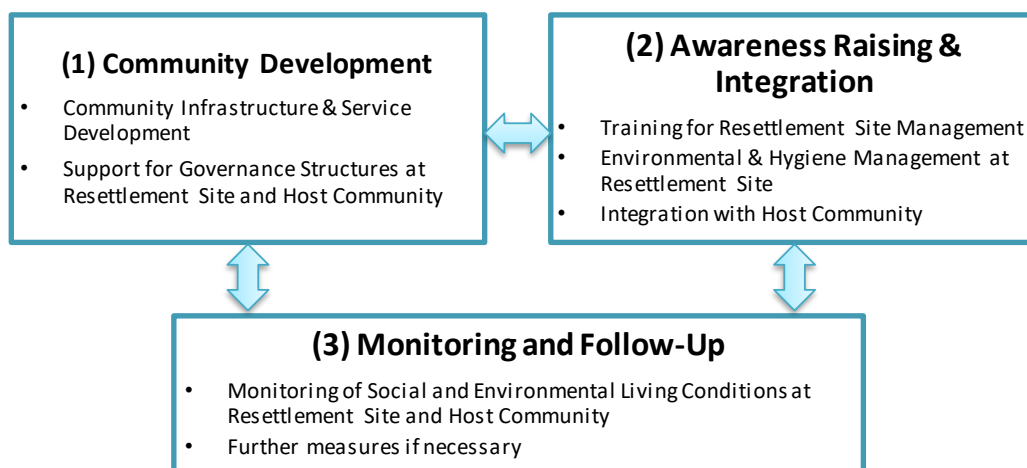 (1) Community Development
• Community Infrastructure & Service
Development
• Support for Governance Structures at
Resettlement Site and Host Community
(2) Awareness Raising &
Integration
• Training for Resettlement Site Management
• Environmental & Hygiene Management at
Resettlement Site
• Integration with Host Community
(3) Monitoring and Follow-Up
• Monitoring of Social and Environmental Living Conditions at
Resettlement Site and Host Community
• Further measures if necessary